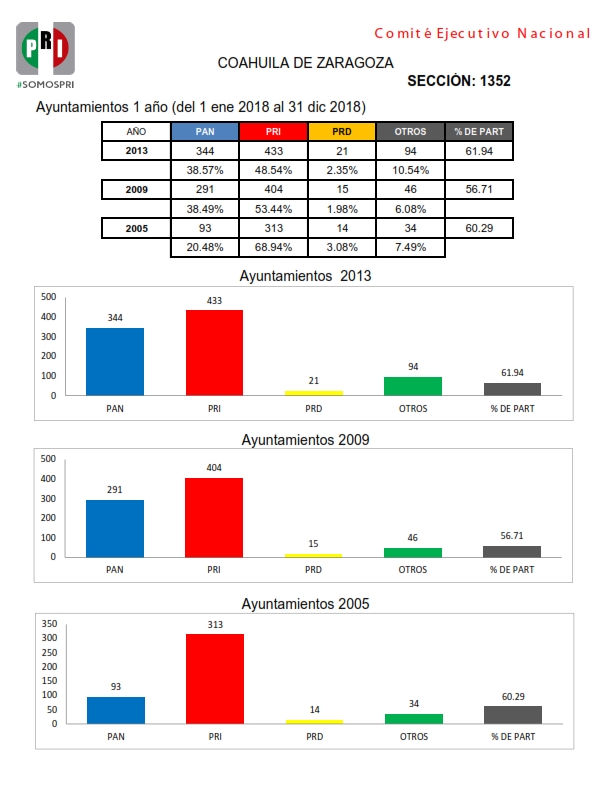 Comité Ejecutivo Nacional
PRI
#SOMOSPRI
COAHUILA DE ZARAGOZA
SECCIÓN: 1352
Ayuntamientos 1 año (del 1 ene 2018 al 31 dic 2018)
AÑO PAN PRI PRD OTROS % DE PART
2013 344 433 21 94 61.94
38.57% 48.54% 2.35% 10.54%
2009 291 404 15 46 56.71
38.49% 53.44% 1.98% 6.08%
2005 93 313 14 34 60.29
20.48% 68.94% 3.08% 7.49%
Ayuntamientos 2013
500
400
300
200
100
0
344 433 21 94 61.94
PAN PRI PRD OTROS % DE PART
Ayuntamientos 2009
500
400
300
200
100
0
291 404 15 46 56.71
PAN PRI PRD OTROS % DE PART
Ayuntamientos 2005
350
300
250
200
150
100
50
0
93 313 14 34 60.29
PAN PRI PRD OTROS % DE PART